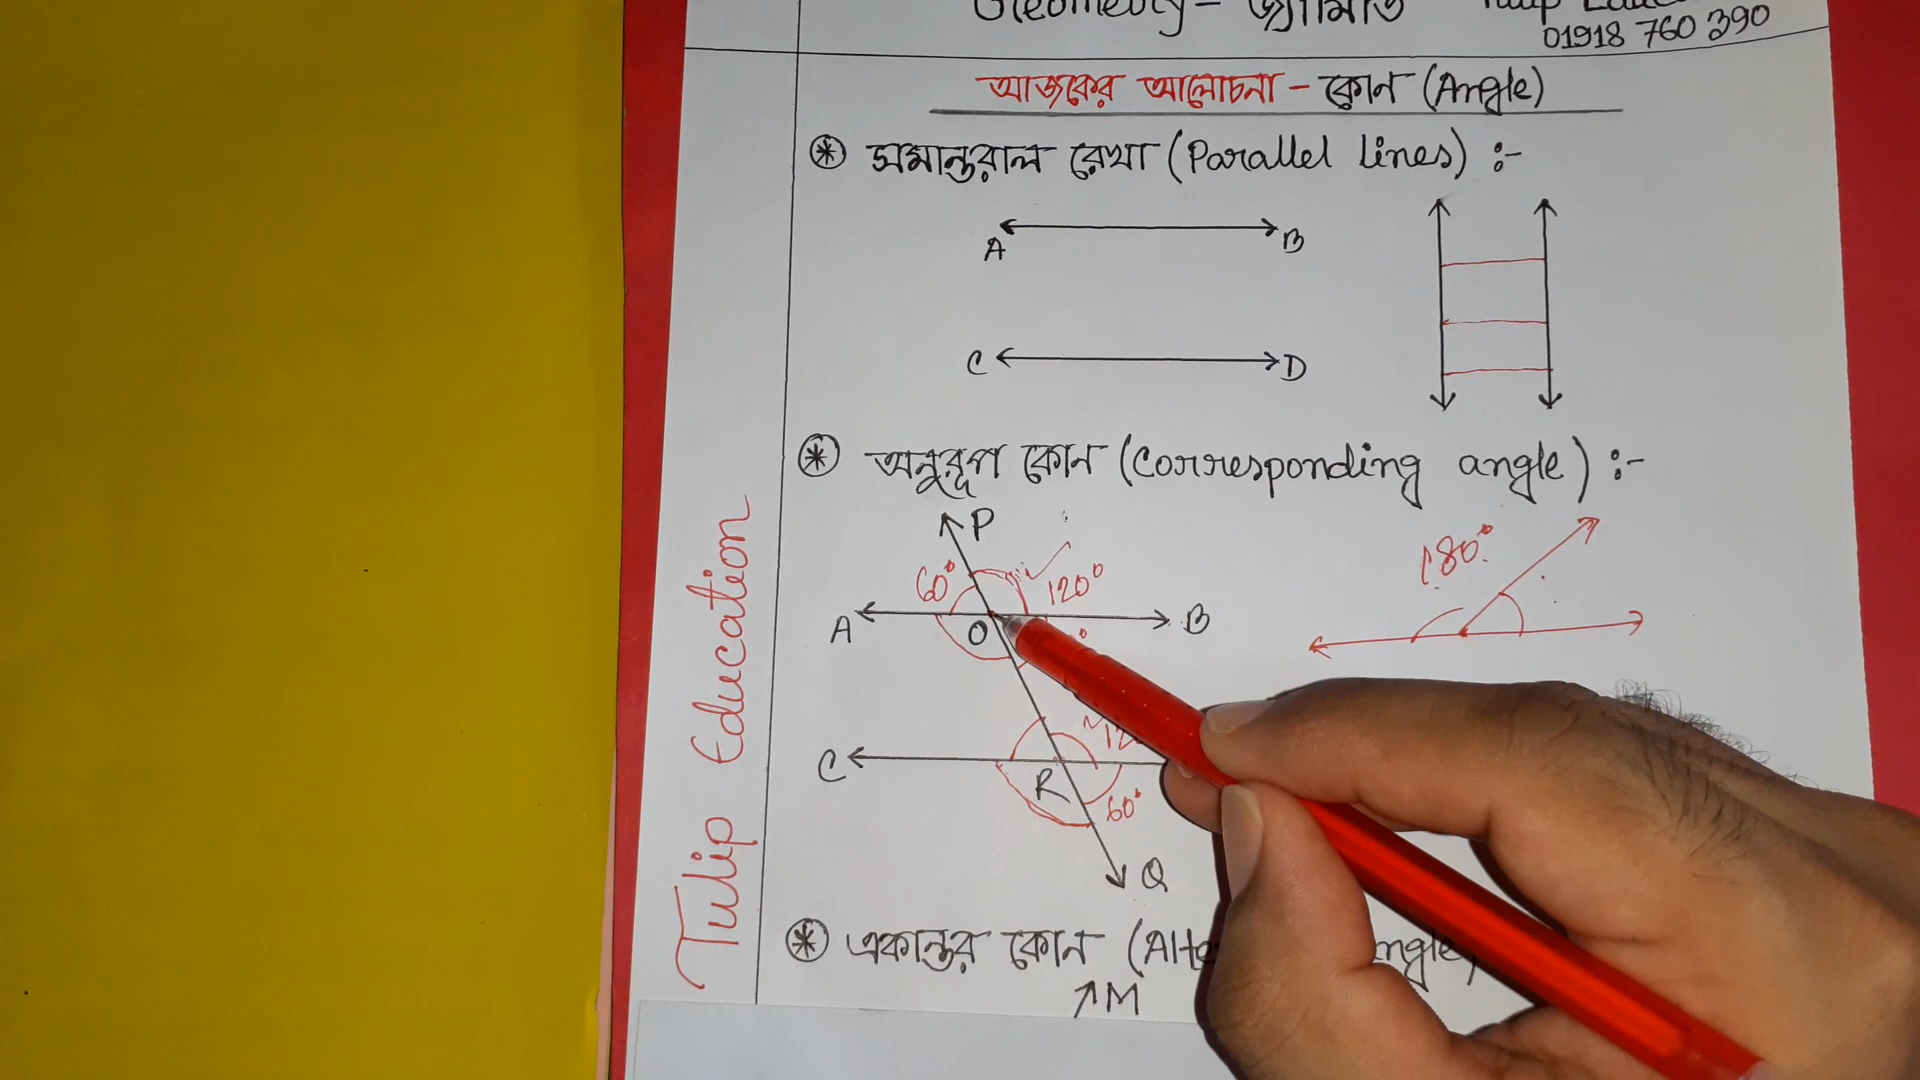 Geometry - জ্যামিতি Tulip
01918 760 390
আজকের আলোচনা - কোন (Angle)
সমান্তরাল রেখা (Parallel lines) :-
A B
C D
অনুরূপ কোন (Corresponding angle) :-
P
60° 120°
A O B
180°
C R
60°
Q
একান্তর কোন
M
Tulip Education